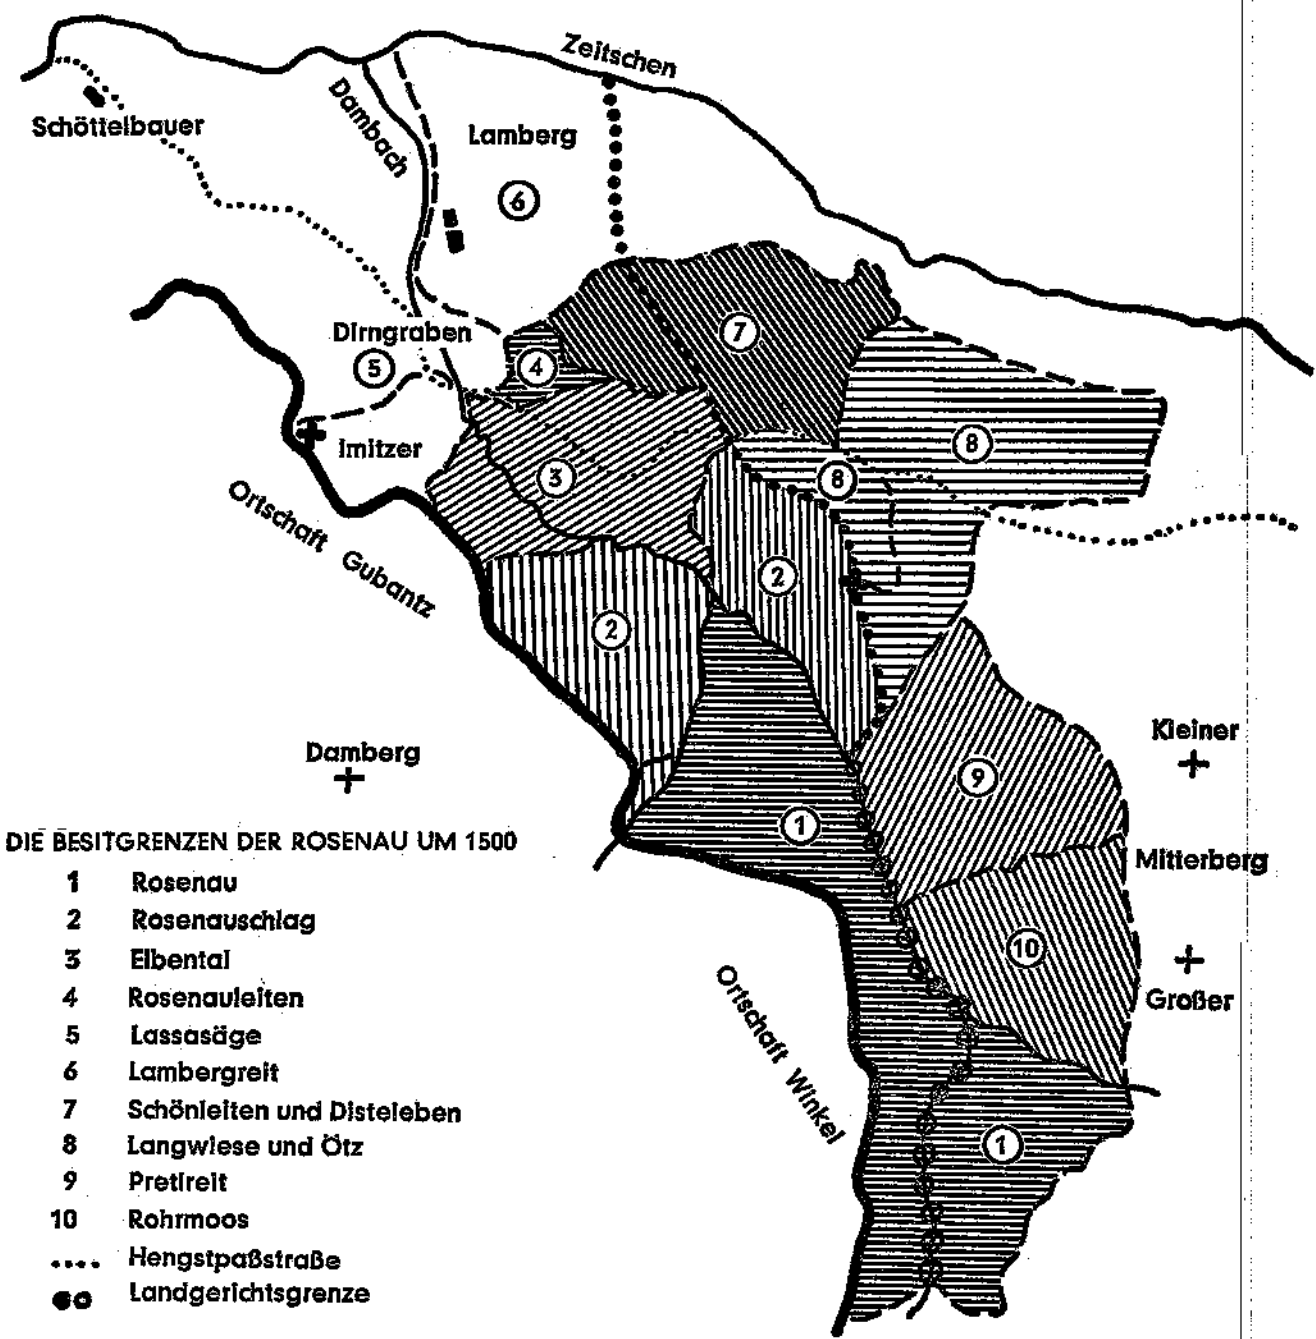 Zeitschen
Dambach
Schöttelbauer
Lamberg
6
Dirngraben
5
7
4
Imitzer
8
3
8
Ortschaft Gubantz
2
2
Damberg
Kleiner
9
1
Mitterberg
10
Großer
Ortschaft Winkel
1
DIE BESITGRENZEN DER ROSENAU UM 1500
1 Rosenau
2 Rosenauschlag
3 Elbental
4 Rosenauleiten
5 Lassasäge
6 Lambergreit
7 Schönleiten und Disteleben
8 Langwiese und Ötz
9 Pretireit
10 Rohrmoos
Hengstpaßstraße
Landgerichtsgrenze